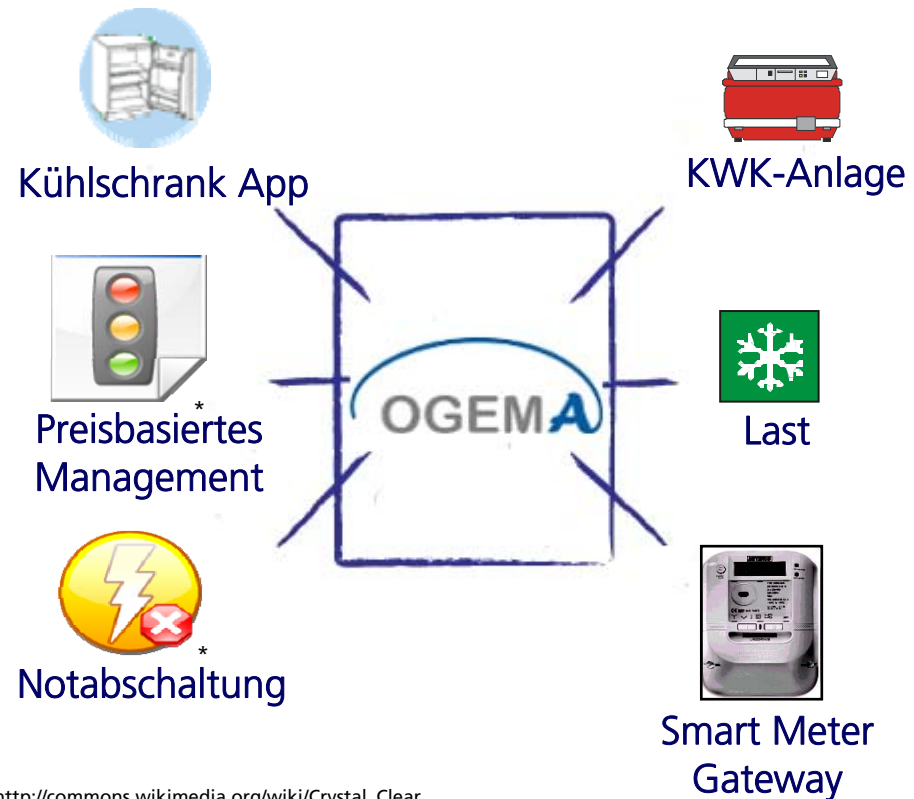 Kühlschrank App
KWK-Anlage
OGEMA
*
Preisbasiertes
Management
Last
*
Notabschaltung
Smart Meter
Gateway
http://commons.wikimedia.org/wiki/Crystal_Clear